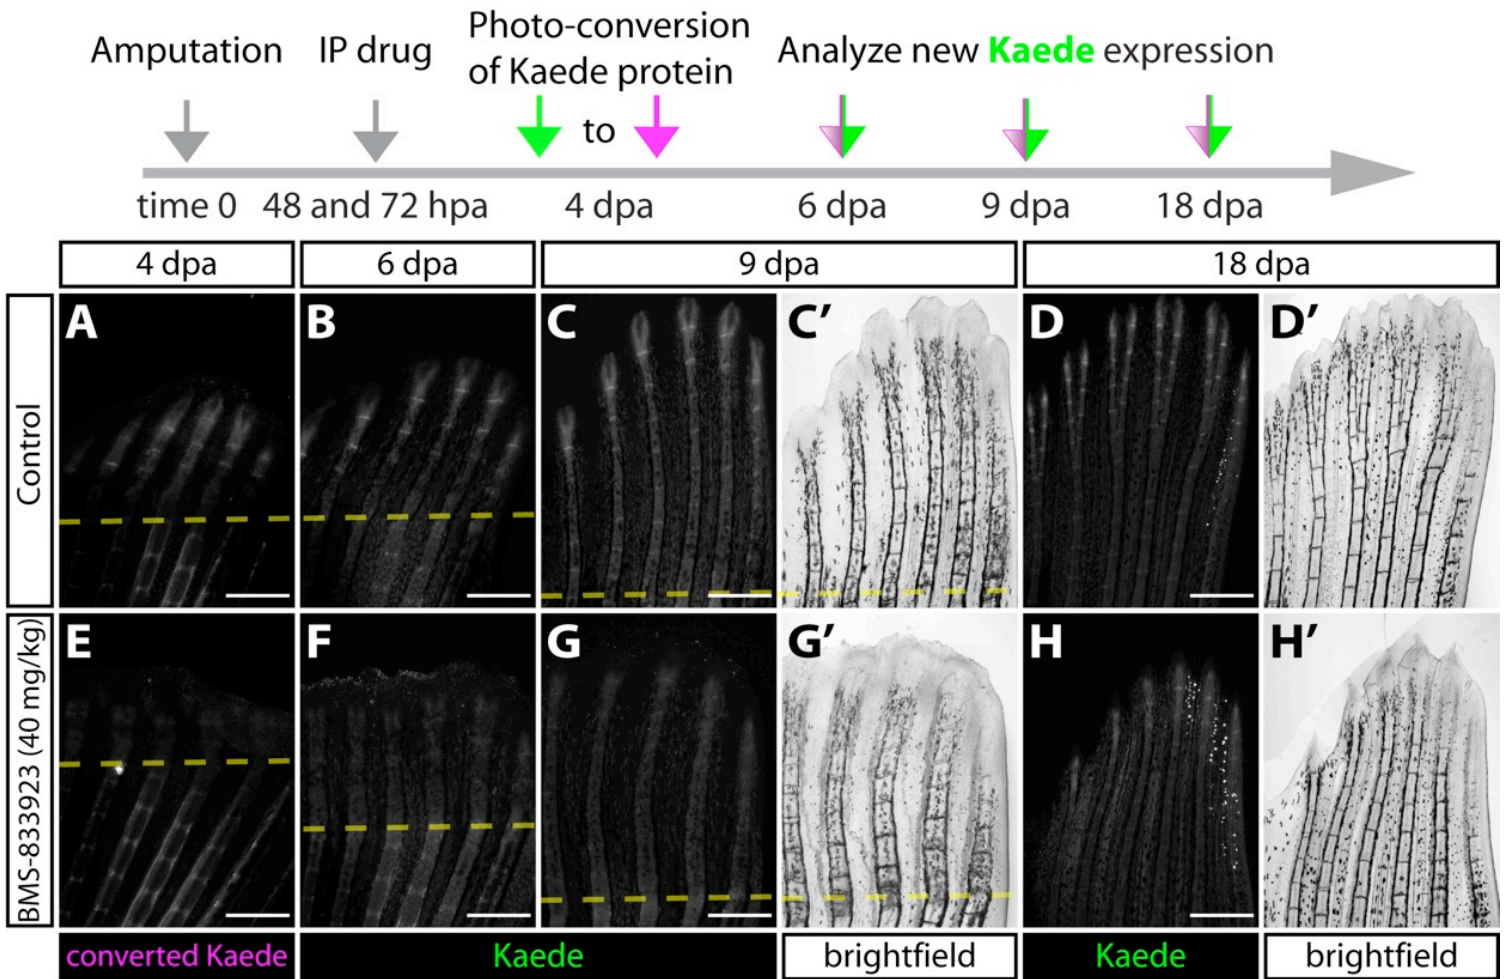 Amputation
IP drug
Photo-conversion
of Kaede protein
to
Analyze new Kaede expression
time 0
48 and 72 hpa
4 dpa
6 dpa
9 dpa
18 dpa
4 dpa
6 dpa
9 dpa
18 dpa
Control
A
B
C
C′
D
D′
BMS-833923 (40 mg/kg)
E
F
G
G′
H
H′
converted Kaede
Kaede
brightfield
Kaede
brightfield